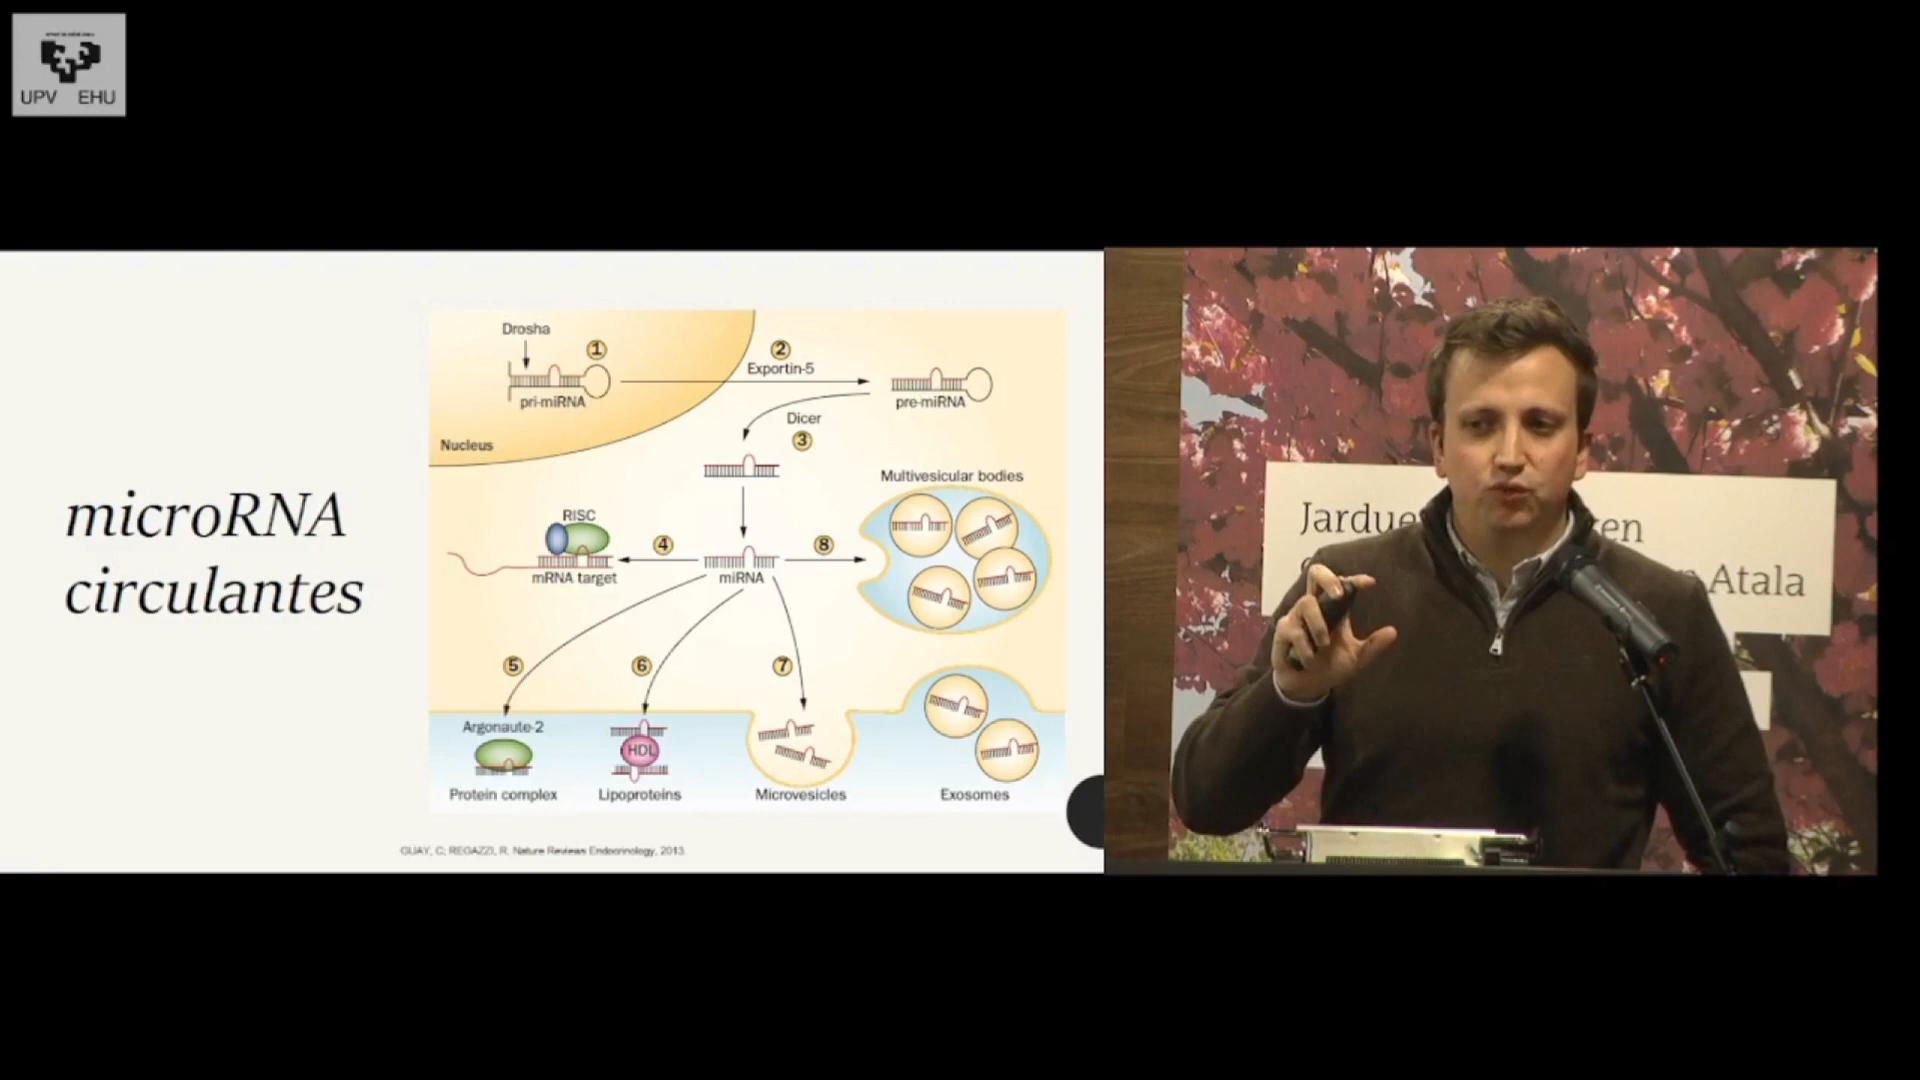 UPV EHU
microRNA
circulantes
Drosha
1
pri-miRNA
Nucleus
2
Exportin-5
pre-miRNA
Dicer
3
Multivesicular bodies
RISC
4
mRNA target
miRNA
8
5
6
7
Argonaute-2
HDL
Protein complex
Lipoproteins
Microvesicles
Exosomes
GUAY, C; REGAZZI, R. Nature Reviews Endocrinology, 2013.
Atala